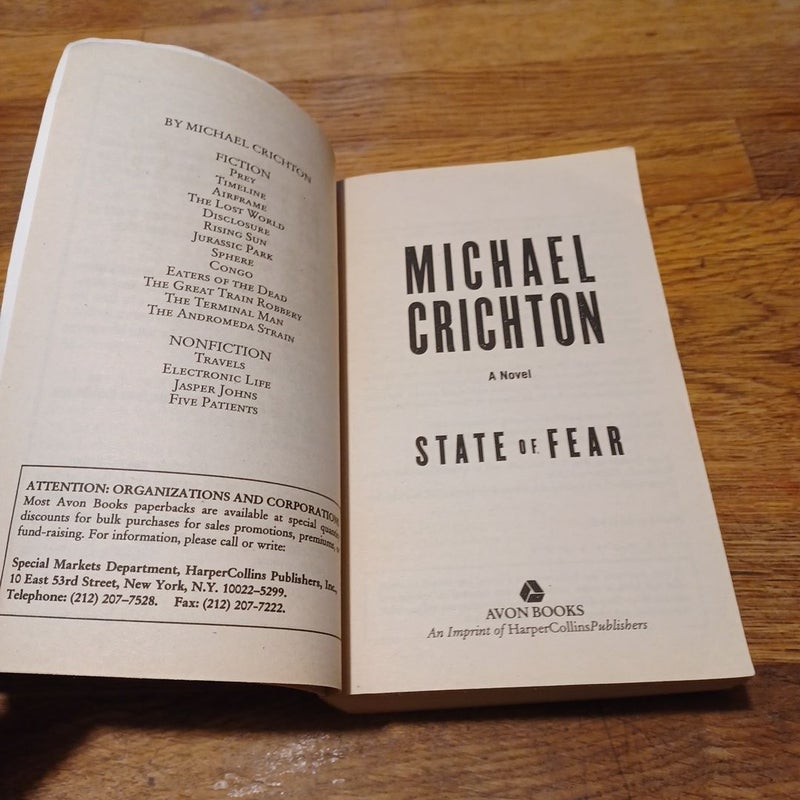 BY MICHAEL CRICHTON
FICTION
PREY
TIMELINE
AIRFRAME
THE LOST WORLD
DISCLOSURE
RISING SUN
JURASSIC PARK
SPHERE
CONGO
EATERS OF THE DEAD
THE GREAT TRAIN ROBBERY
THE TERMINAL MAN
THE ANDROMEDA STRAIN
NONFICTION
TRAVELS
ELECTRONIC LIFE
JASPER JOHNS
FIVE PATIENTS
ATTENTION: ORGANIZATIONS AND
Most Avon Books paperbacks are available at special
discounts for bulk purchases for sales promotions, premiums,
fund-raising. For information, please call or write:
Special Markets Department, HarperCollins Publishers, Inc.,
10 East 53rd Street, New York, N.Y. 10022–5299.
Telephone: (212) 207–7528. Fax: (212) 207-7222.
MICHAEL
CRICHTON
A Novel
STATE OF FEAR
AVON BOOKS
An Imprint of HarperCollinsPublishers